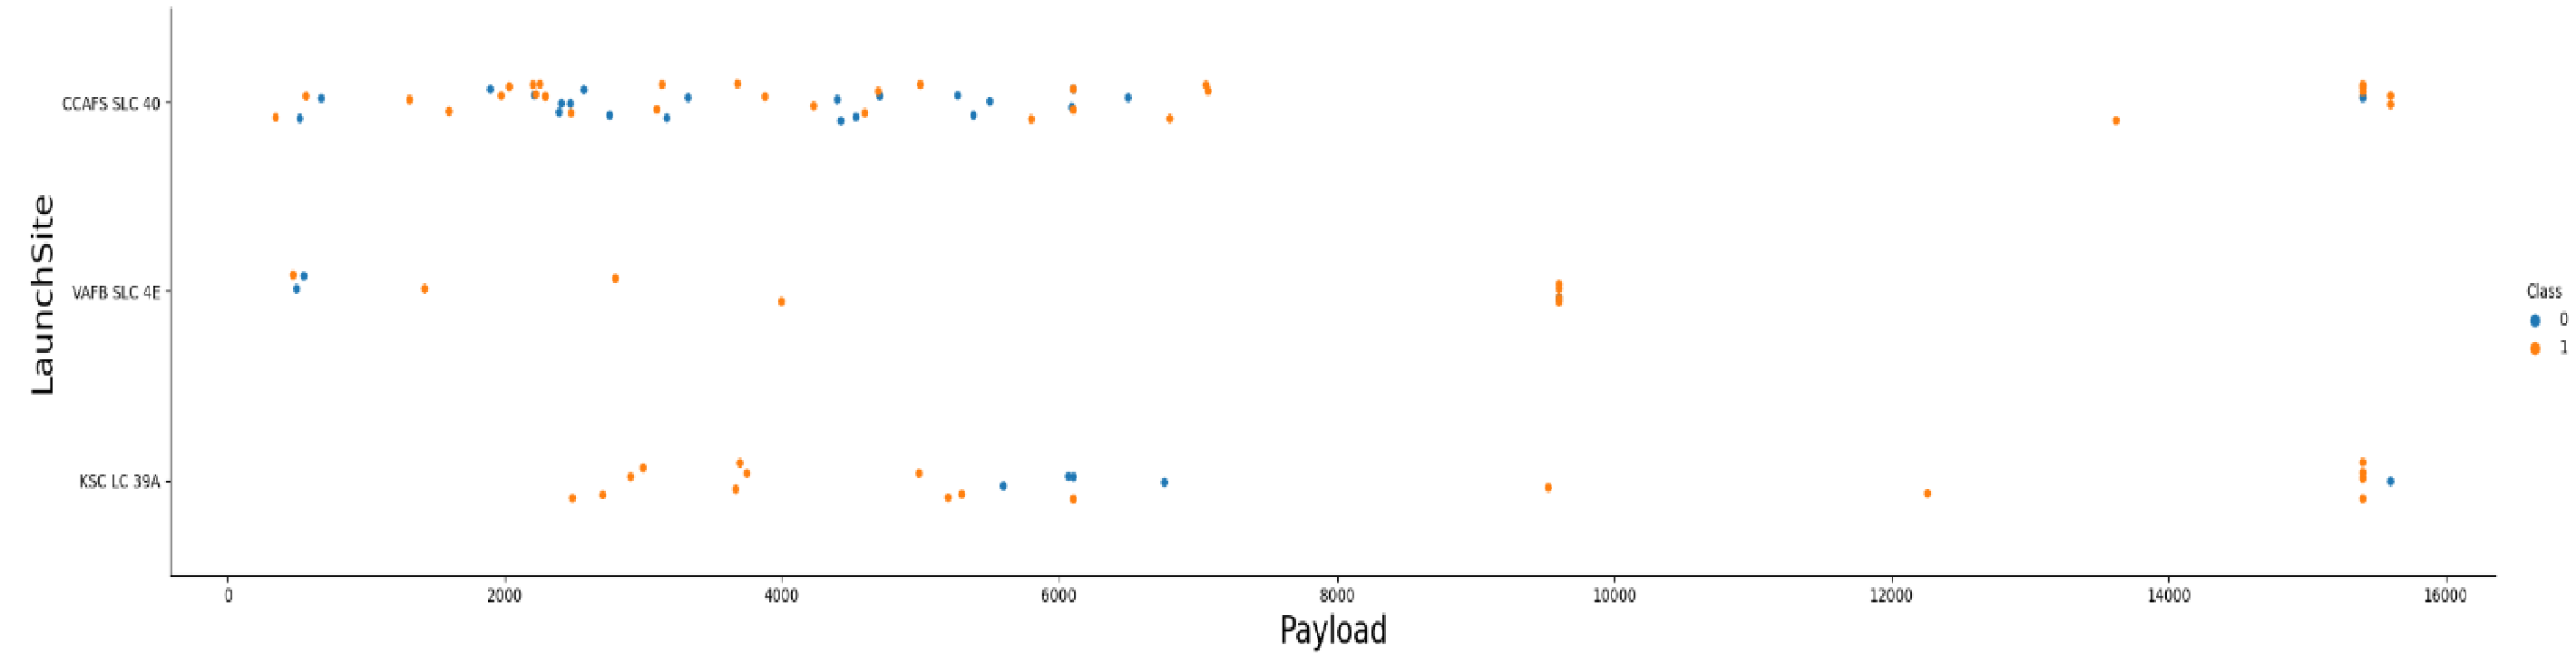 LaunchSite
CCAFS SLC 40
VAFB SLC 4E
KSC LC 39A
0 2000 4000 6000 8000 10000 12000 14000 16000
Payload
Class
0
1